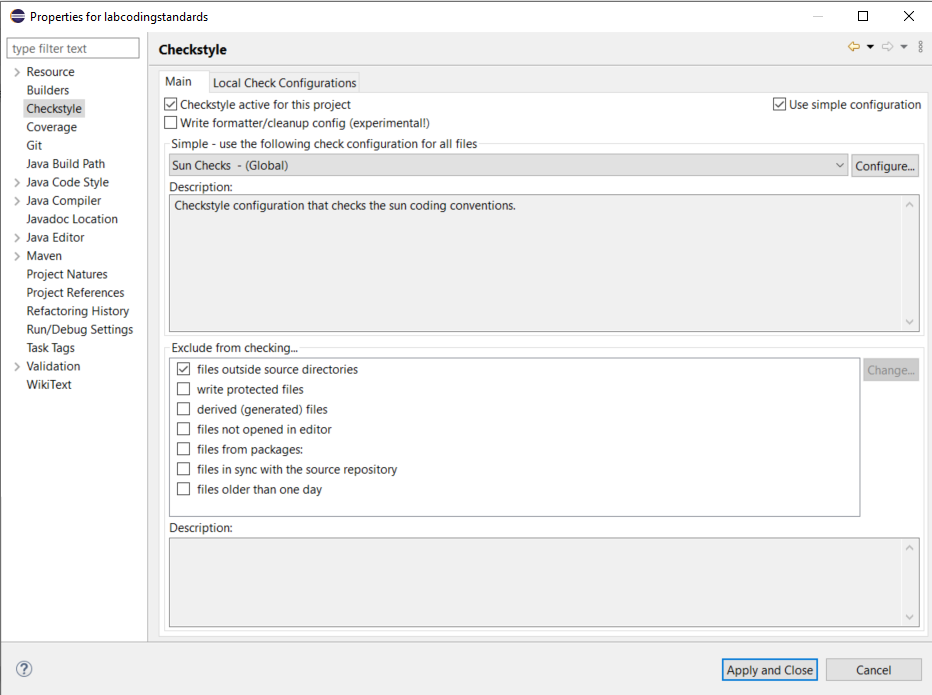 Properties for labcodingstandards
type filter text
Resource
Builders
Checkstyle
Coverage
Git
Java Build Path
Java Code Style
Java Compiler
Javadoc Location
Java Editor
Maven
Project Natures
Project References
Refactoring History
Run/Debug Settings
Task Tags
Validation
WikiText
Checkstyle
Main
Local Check Configurations
Checkstyle active for this project
Use simple configuration
Write formatter/cleanup config (experimental!)
Simple - use the following check configuration for all files
Sun Checks - (Global)
Configure...
Description:
Checkstyle configuration that checks the sun coding conventions.
Exclude from checking...
files outside source directories
Change...
write protected files
derived (generated) files
files not opened in editor
files from packages:
files in sync with the source repository
files older than one day
Description:
?
Apply and Close
Cancel